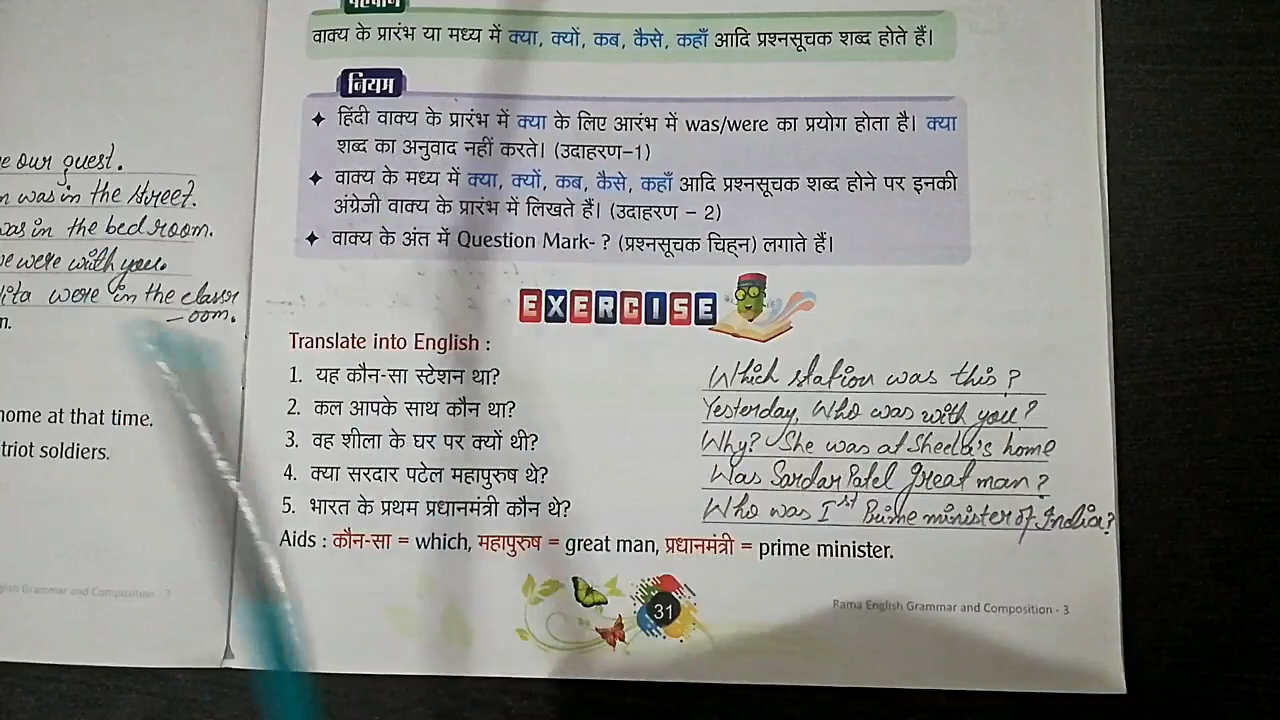 वाक्य के प्रारंभ या मध्य में क्या, क्यों, कब, कैसे, कहाँ आदि प्रश्नसूचक शब्द होते हैं।
नियम
✦ हिंदी वाक्य के प्रारंभ में क्या के लिए आरंभ में was/were का प्रयोग होता है। क्या
शब्द का अनुवाद नहीं करते। (उदाहरण-1)
✦ वाक्य के मध्य में क्या, क्यों, कब, कैसे, कहाँ आदि प्रश्नसूचक शब्द होने पर इनकी
अंग्रेजी वाक्य के प्रारंभ में लिखते हैं। (उदाहरण - 2)
✦ वाक्य के अंत में Question Mark- ? (प्रश्नसूचक चिह्न) लगाते हैं।
our guest.
was in the street.
was in the bed room.
were with you.
were in the classr
-oom.
home at that time.
soldiers.
English Grammar and Composition - 3
EXERCISE
Translate into English :
1. यह कौन-सा स्टेशन था? Which station was this ?
2. कल आपके साथ कौन था? Yesterday, Who was with you?
3. वह शीला के घर पर क्यों थी? Why? She was at Sheela's home
4. क्या सरदार पटेल महापुरुष थे? Was Sardar Patel great man ?
5. भारत के प्रथम प्रधानमंत्री कौन थे? Who was Ist Prime minister of India?
Aids : कौन-सा = which, महापुरुष = great man, प्रधानमंत्री = prime minister.
31
Rama English Grammar and Composition - 3